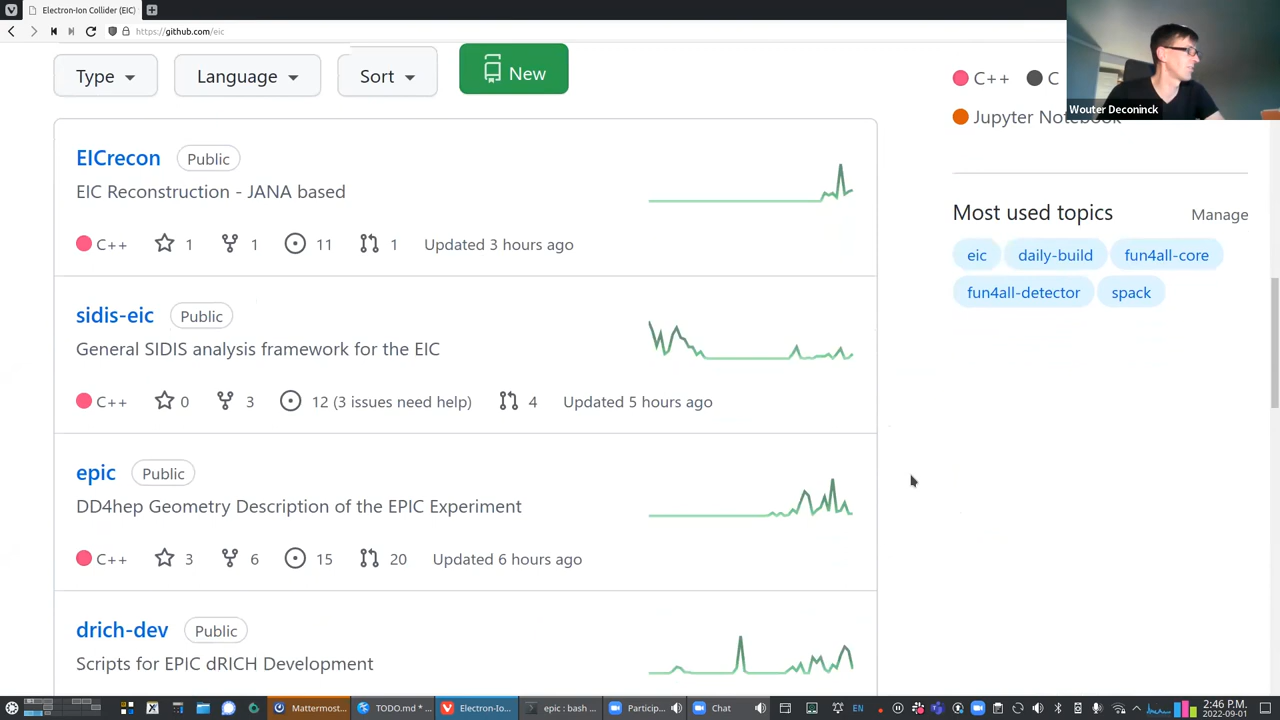 Electron-Ion Collider (EIC)
https://github.com/eic
Type
Language
Sort
New
C++
C
Wouter Deconinck
Jupyter Notebook
EICrecon
Public
EIC Reconstruction - JANA based
C++
1
1
11
1
Updated 3 hours ago
Most used topics
Manage
eic
daily-build
fun4all-core
fun4all-detector
spack
sidis-eic
Public
General SIDIS analysis framework for the EIC
C++
0
3
12 (3 issues need help)
4
Updated 5 hours ago
epic
Public
DD4hep Geometry Description of the EPIC Experiment
C++
3
6
15
20
Updated 6 hours ago
drich-dev
Public
Scripts for EPIC dRICH Development
Mattermost...
TODO.md * ...
Electron-Io...
epic : bash ...
Particip...
Chat
EN
2:46 P.M.
2022-09-01